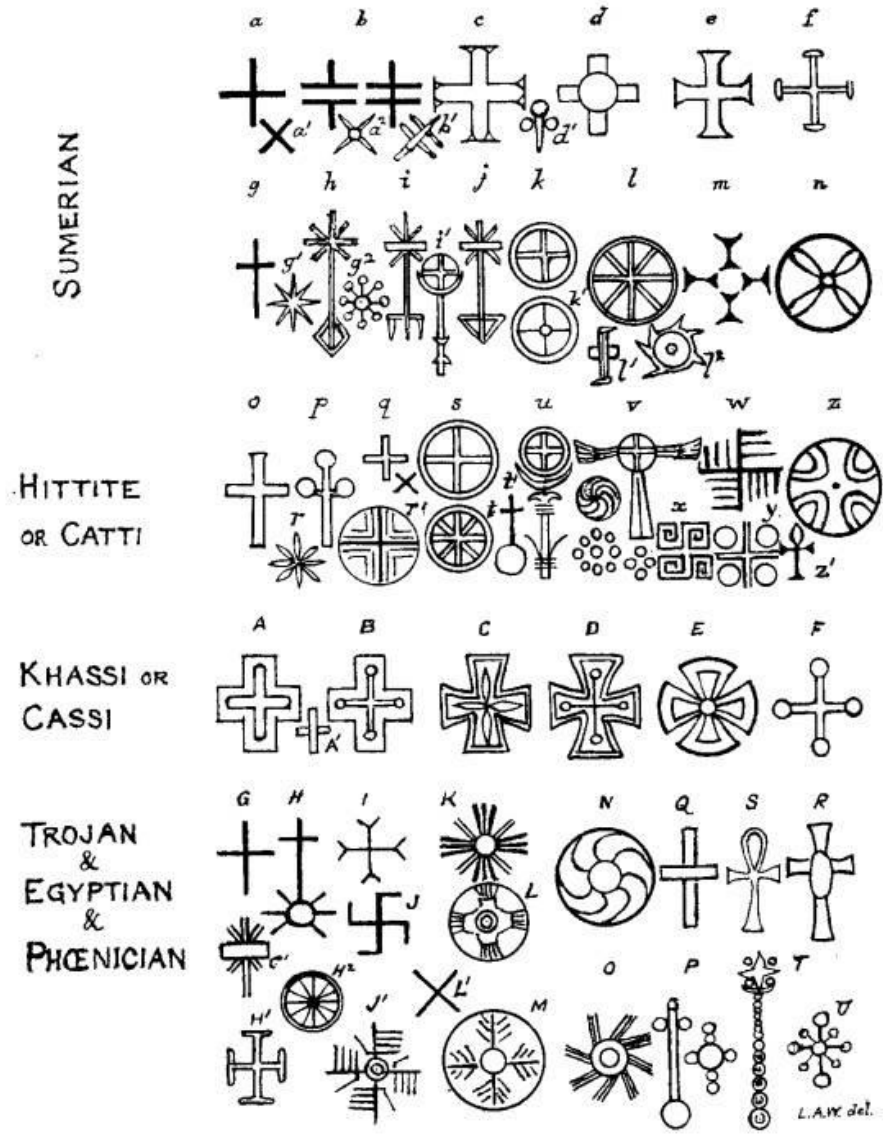 a b c d e f
a' a² b' d'
SUMERIAN
g h i j k l m n
g' g² i' k' l' l²
HITTITE
OR CATTI
o p q s u v w z
r r' t t' x y z'
KHASSI OR
CASSI
A B C D E F
A'
TROJAN
&
EGYPTIAN
&
PHŒNICIAN
G H I K N Q S R
J L
G' H² L'
H' J' M O P T U
L.A.W. del.